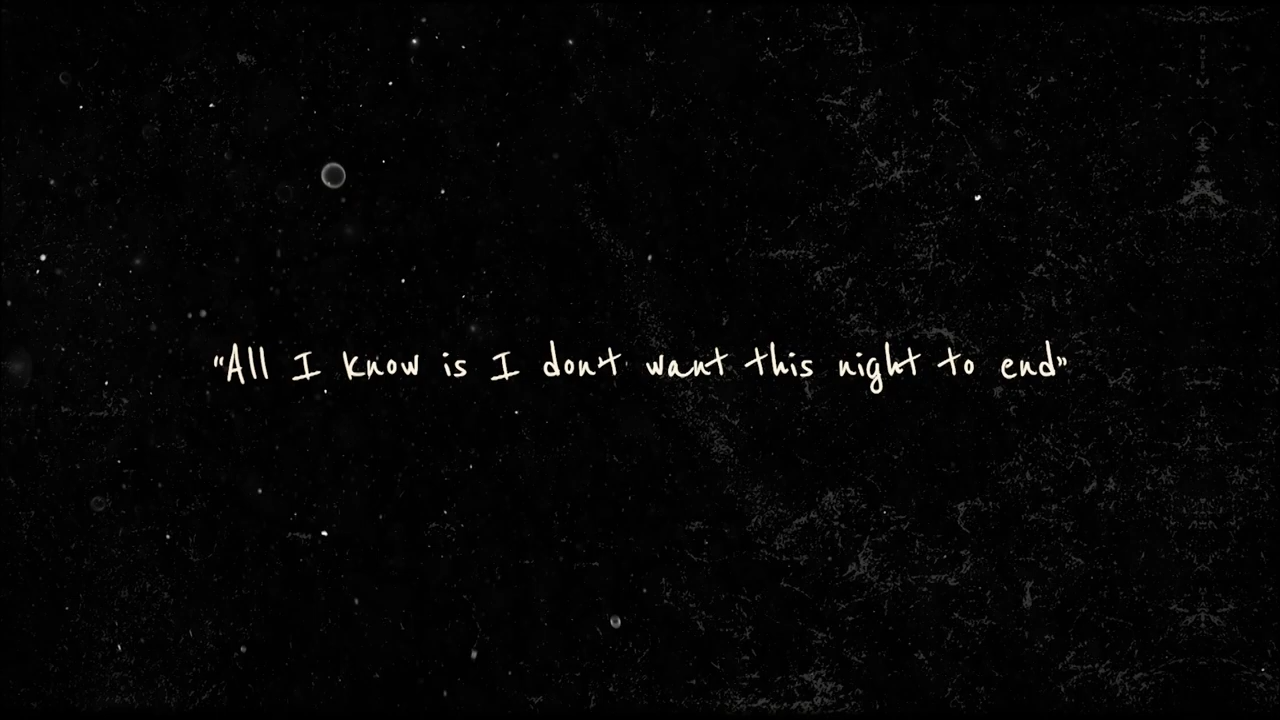 “All I know is I don't want this night to end”